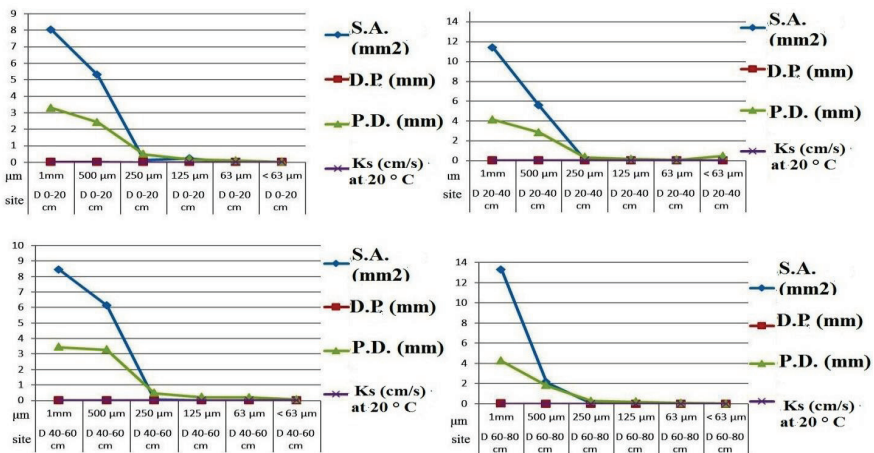 9
8
7
6
5
4
3
2
1
0
µm 1mm 500 µm 250 µm 125 µm 63 µm < 63 µm
site D 0-20 D 0-20 D 0-20 D 0-20 D 0-20 D 0-20
cm cm cm cm cm cm
S.A.
(mm2)
D.P. (mm)
P.D. (mm)
Ks (cm/s)
at 20 ° C
14
12
10
8
6
4
2
0
µm 1mm 500 µm 250 µm 125 µm 63 µm < 63 µm
site D 20-40 D 20-40 D 20-40 D 20-40 D 20-40 D 20-40
cm cm cm cm cm cm
S.A.
(mm2)
D.P. (mm)
P.D. (mm)
Ks (cm/s)
at 20 ° C
10
9
8
7
6
5
4
3
2
1
0
µm 1mm 500 µm 250 µm 125 µm 63 µm < 63 µm
site D 40-60 D 40-60 D 40-60 D 40-60 D 40-60 D 40-60
cm cm cm cm cm cm
S.A.
(mm2)
D.P. (mm)
P.D. (mm)
Ks (cm/s)
at 20 ° C
14
12
10
8
6
4
2
0
µm 1mm 500 µm 250 µm 125 µm 63 µm < 63 µm
site D 60-80 D 60-80 D 60-80 D 60-80 D 60-80 D 60-80
cm cm cm cm cm cm
S.A.
(mm2)
D.P. (mm)
P.D. (mm)
Ks (cm/s)
at 20 ° C